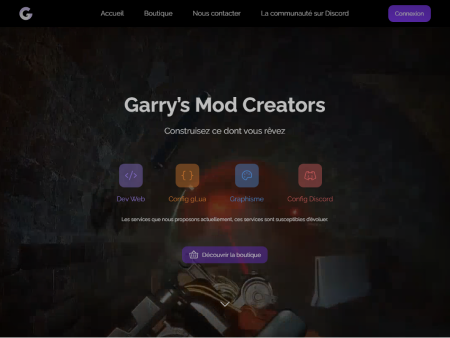 G
Accueil
Boutique
Nous contacter
La communauté sur Discord
Connexion
Garry's Mod Creators
Construisez ce dont vous rêvez
Dev Web
Config gLua
Graphisme
Config Discord
Les services que nous proposons actuellement, ces services sont susceptibles d'évoluer.
Découvrir la boutique